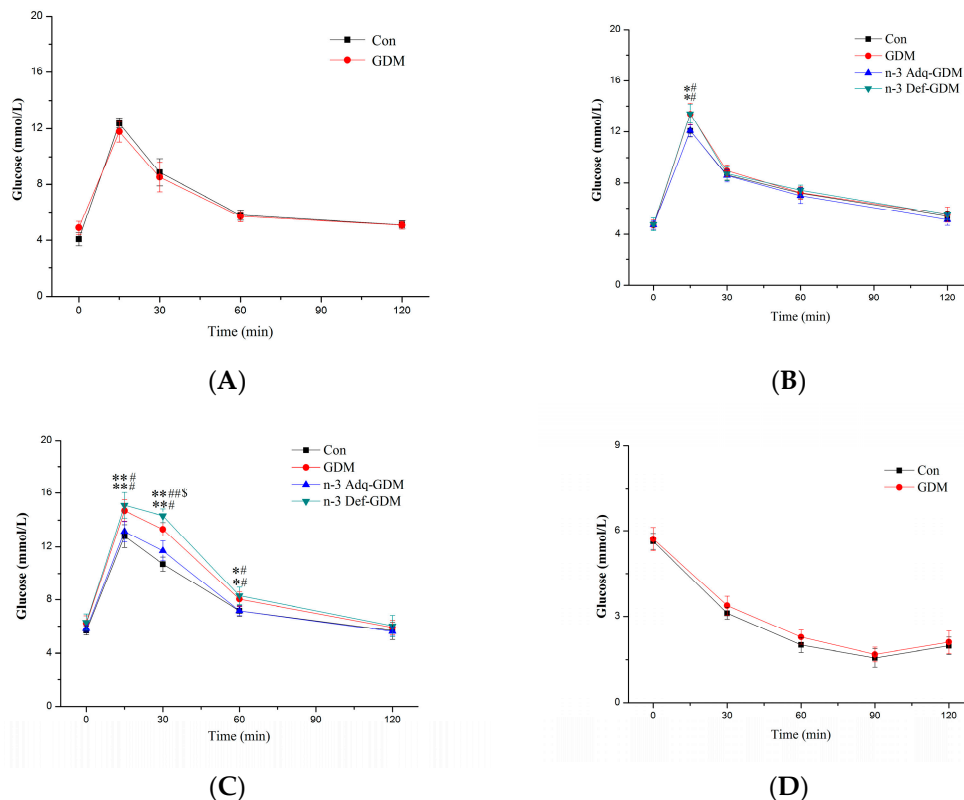 20
16
12
8
4
0
Glucose (mmol/L)
Con
GDM
0
30
60
90
120
Time (min)
(A)
20
16
12
8
4
0
Glucose (mmol/L)
Con
GDM
n-3 Adq-GDM
n-3 Def-GDM
*#
*#
0
30
60
90
120
Time (min)
(B)
20
16
12
8
4
0
Glucose (mmol/L)
Con
GDM
n-3 Adq-GDM
n-3 Def-GDM
**#
**#
**##$
**#
*#
*#
0
30
60
90
120
Time (min)
(C)
9
6
3
0
Glucose (mmol/L)
Con
GDM
0
30
60
90
120
Time (min)
(D)